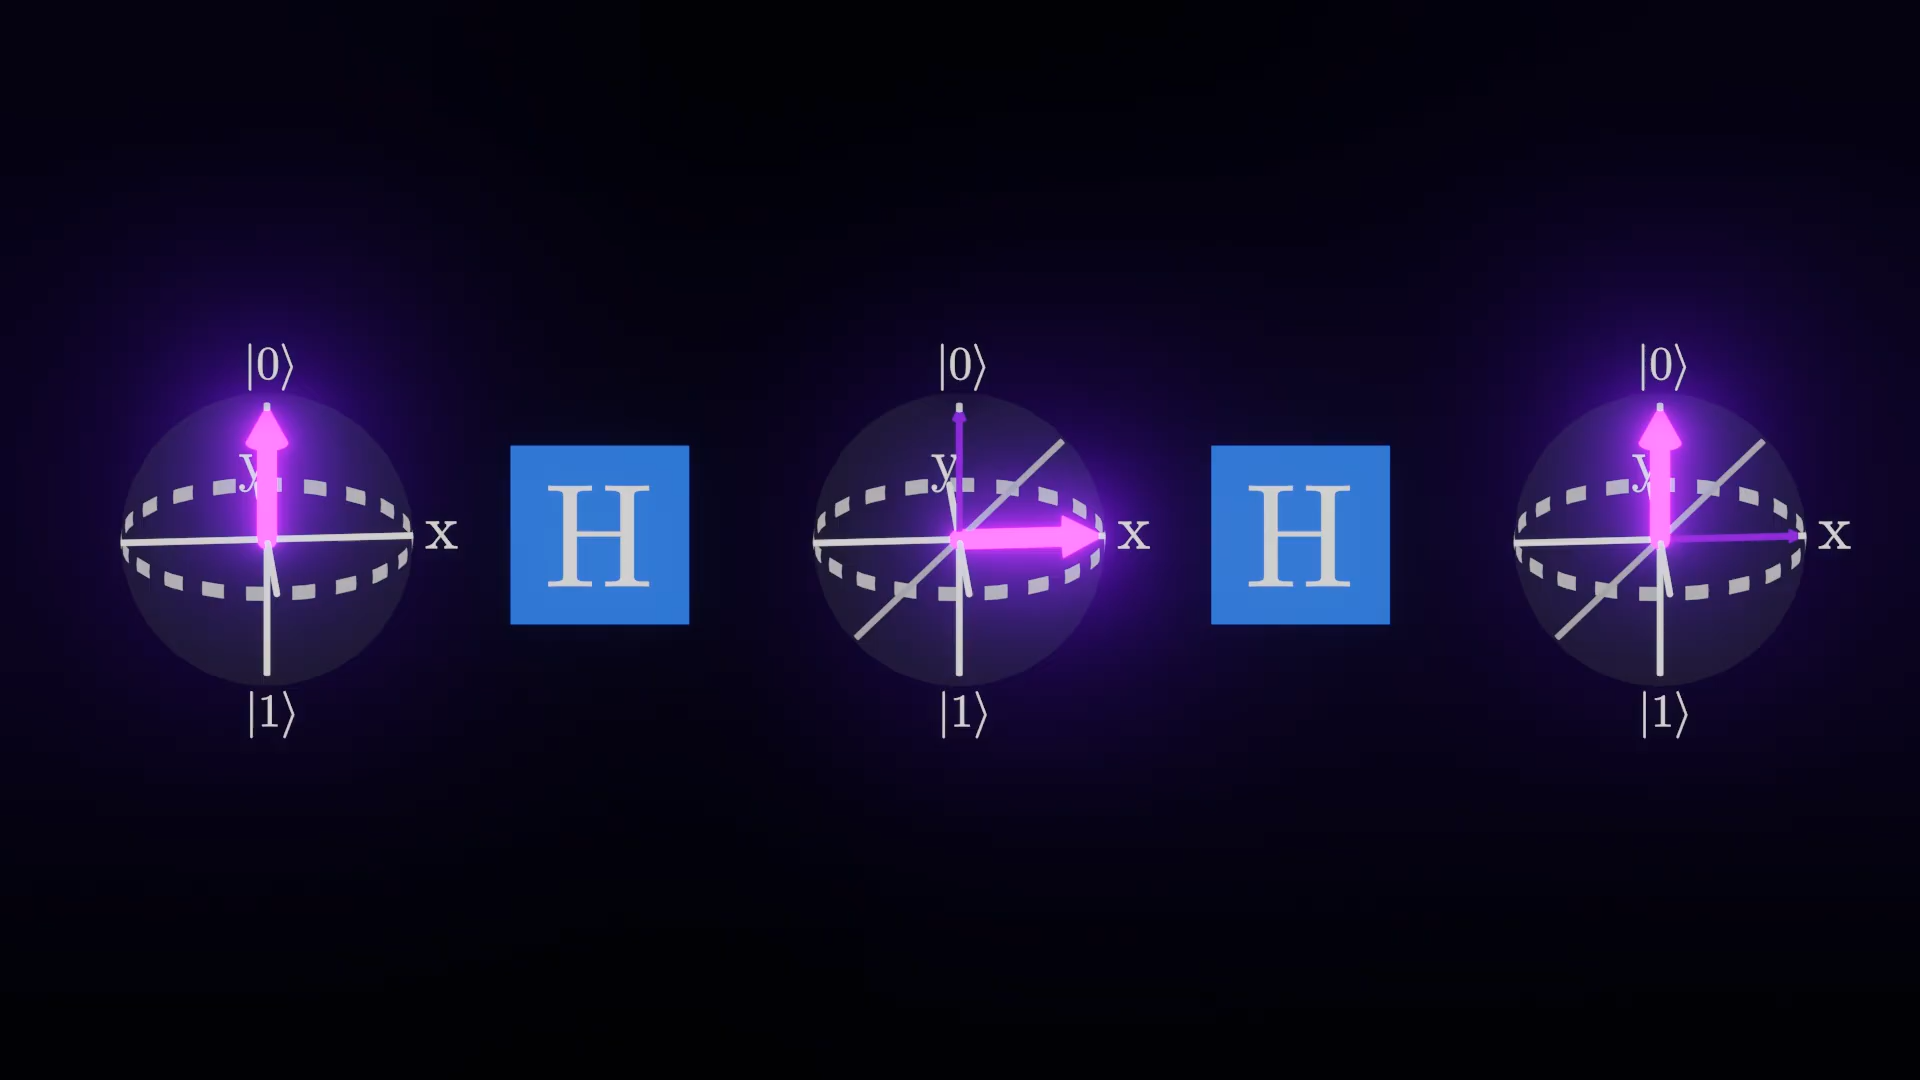 |0⟩ |0⟩ |0⟩
y y y
x H x H x
|1⟩ |1⟩ |1⟩